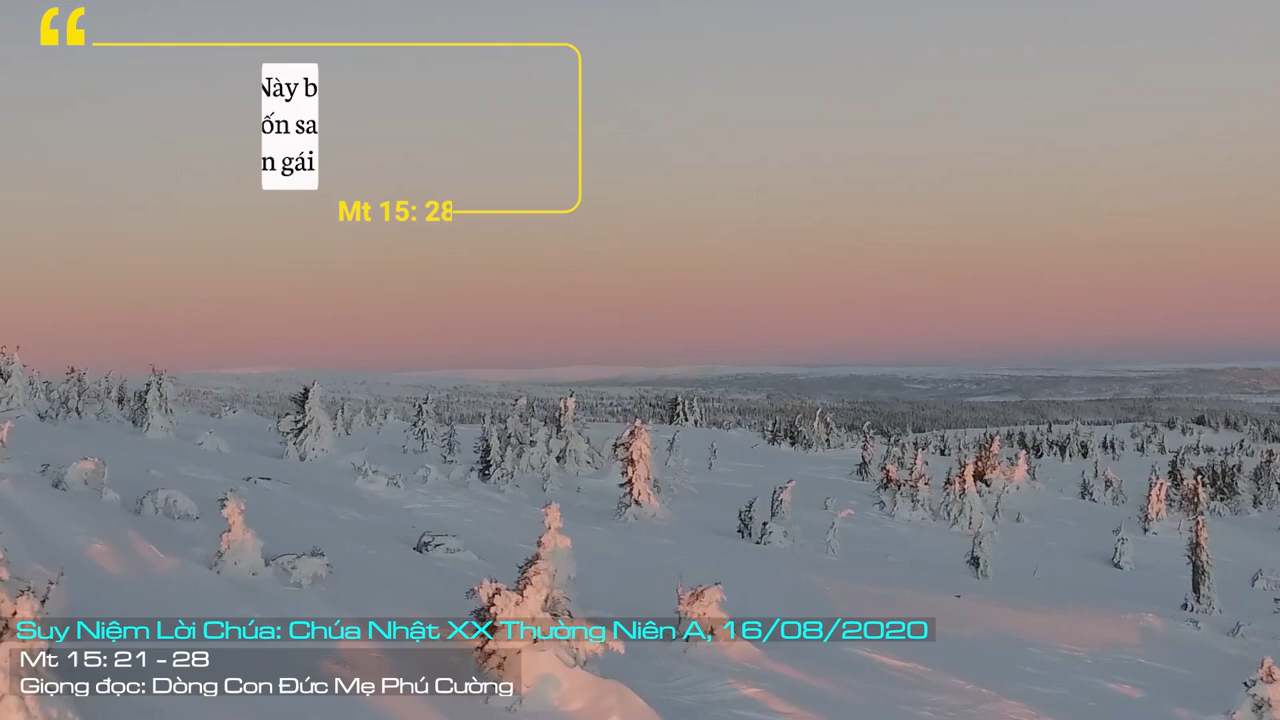 Này b
ốn sa
n gái
Mt 15: 28
Suy Niệm Lời Chúa: Chúa Nhật XX Thường Niên A, 16/08/2020
Mt 15: 21 - 28
Giọng đọc: Dòng Con Đức Mẹ Phú Cường